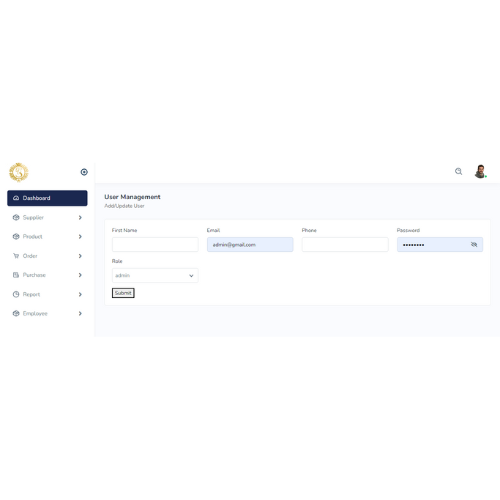 Dashboard
Supplier
Product
Order
Purchase
Report
Employee
User Management
Add/Update User
First Name
Email
Phone
Password
admin@gmail.com
••••••••
Role
admin
Submit